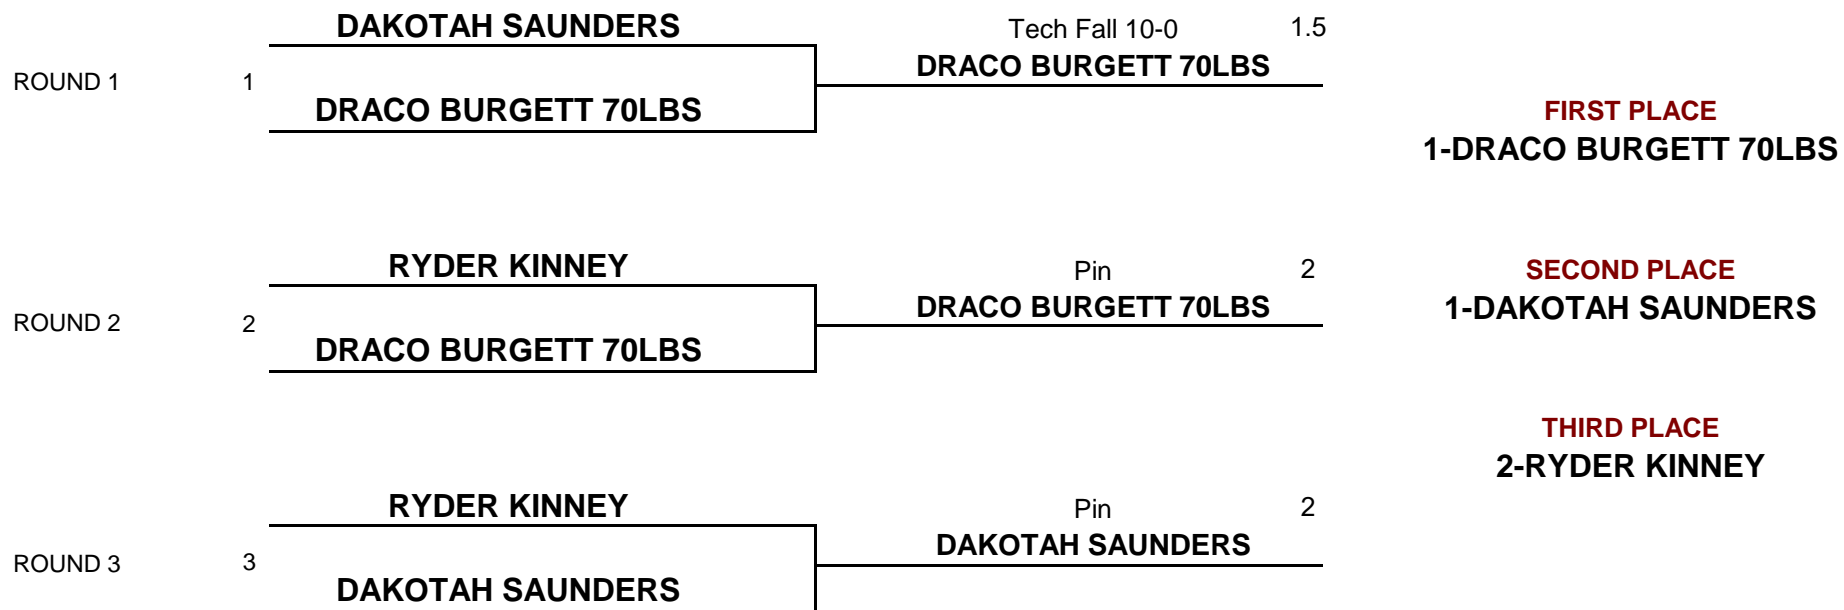 DAKOTAH SAUNDERS
Tech Fall 10-0 1.5
DRACO BURGETT 70LBS
ROUND 1 1
DRACO BURGETT 70LBS
FIRST PLACE
1-DRACO BURGETT 70LBS
RYDER KINNEY
Pin 2
SECOND PLACE
DRACO BURGETT 70LBS
1-DAKOTAH SAUNDERS
ROUND 2 2
DRACO BURGETT 70LBS
THIRD PLACE
2-RYDER KINNEY
RYDER KINNEY
Pin 2
DAKOTAH SAUNDERS
ROUND 3 3
DAKOTAH SAUNDERS